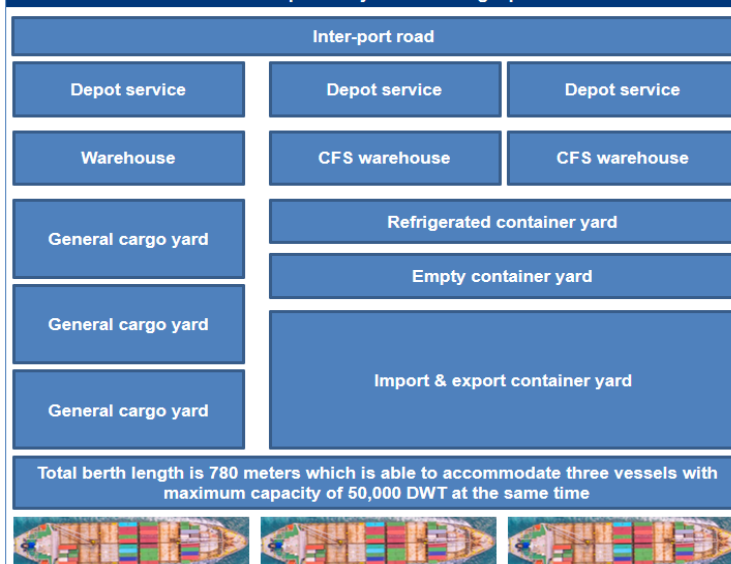 Inter-port road
Depot service
Depot service
Depot service
Warehouse
CFS warehouse
CFS warehouse
General cargo yard
Refrigerated container yard
Empty container yard
General cargo yard
Import & export container yard
General cargo yard
Total berth length is 780 meters which is able to accommodate three vessels with
maximum capacity of 50,000 DWT at the same time